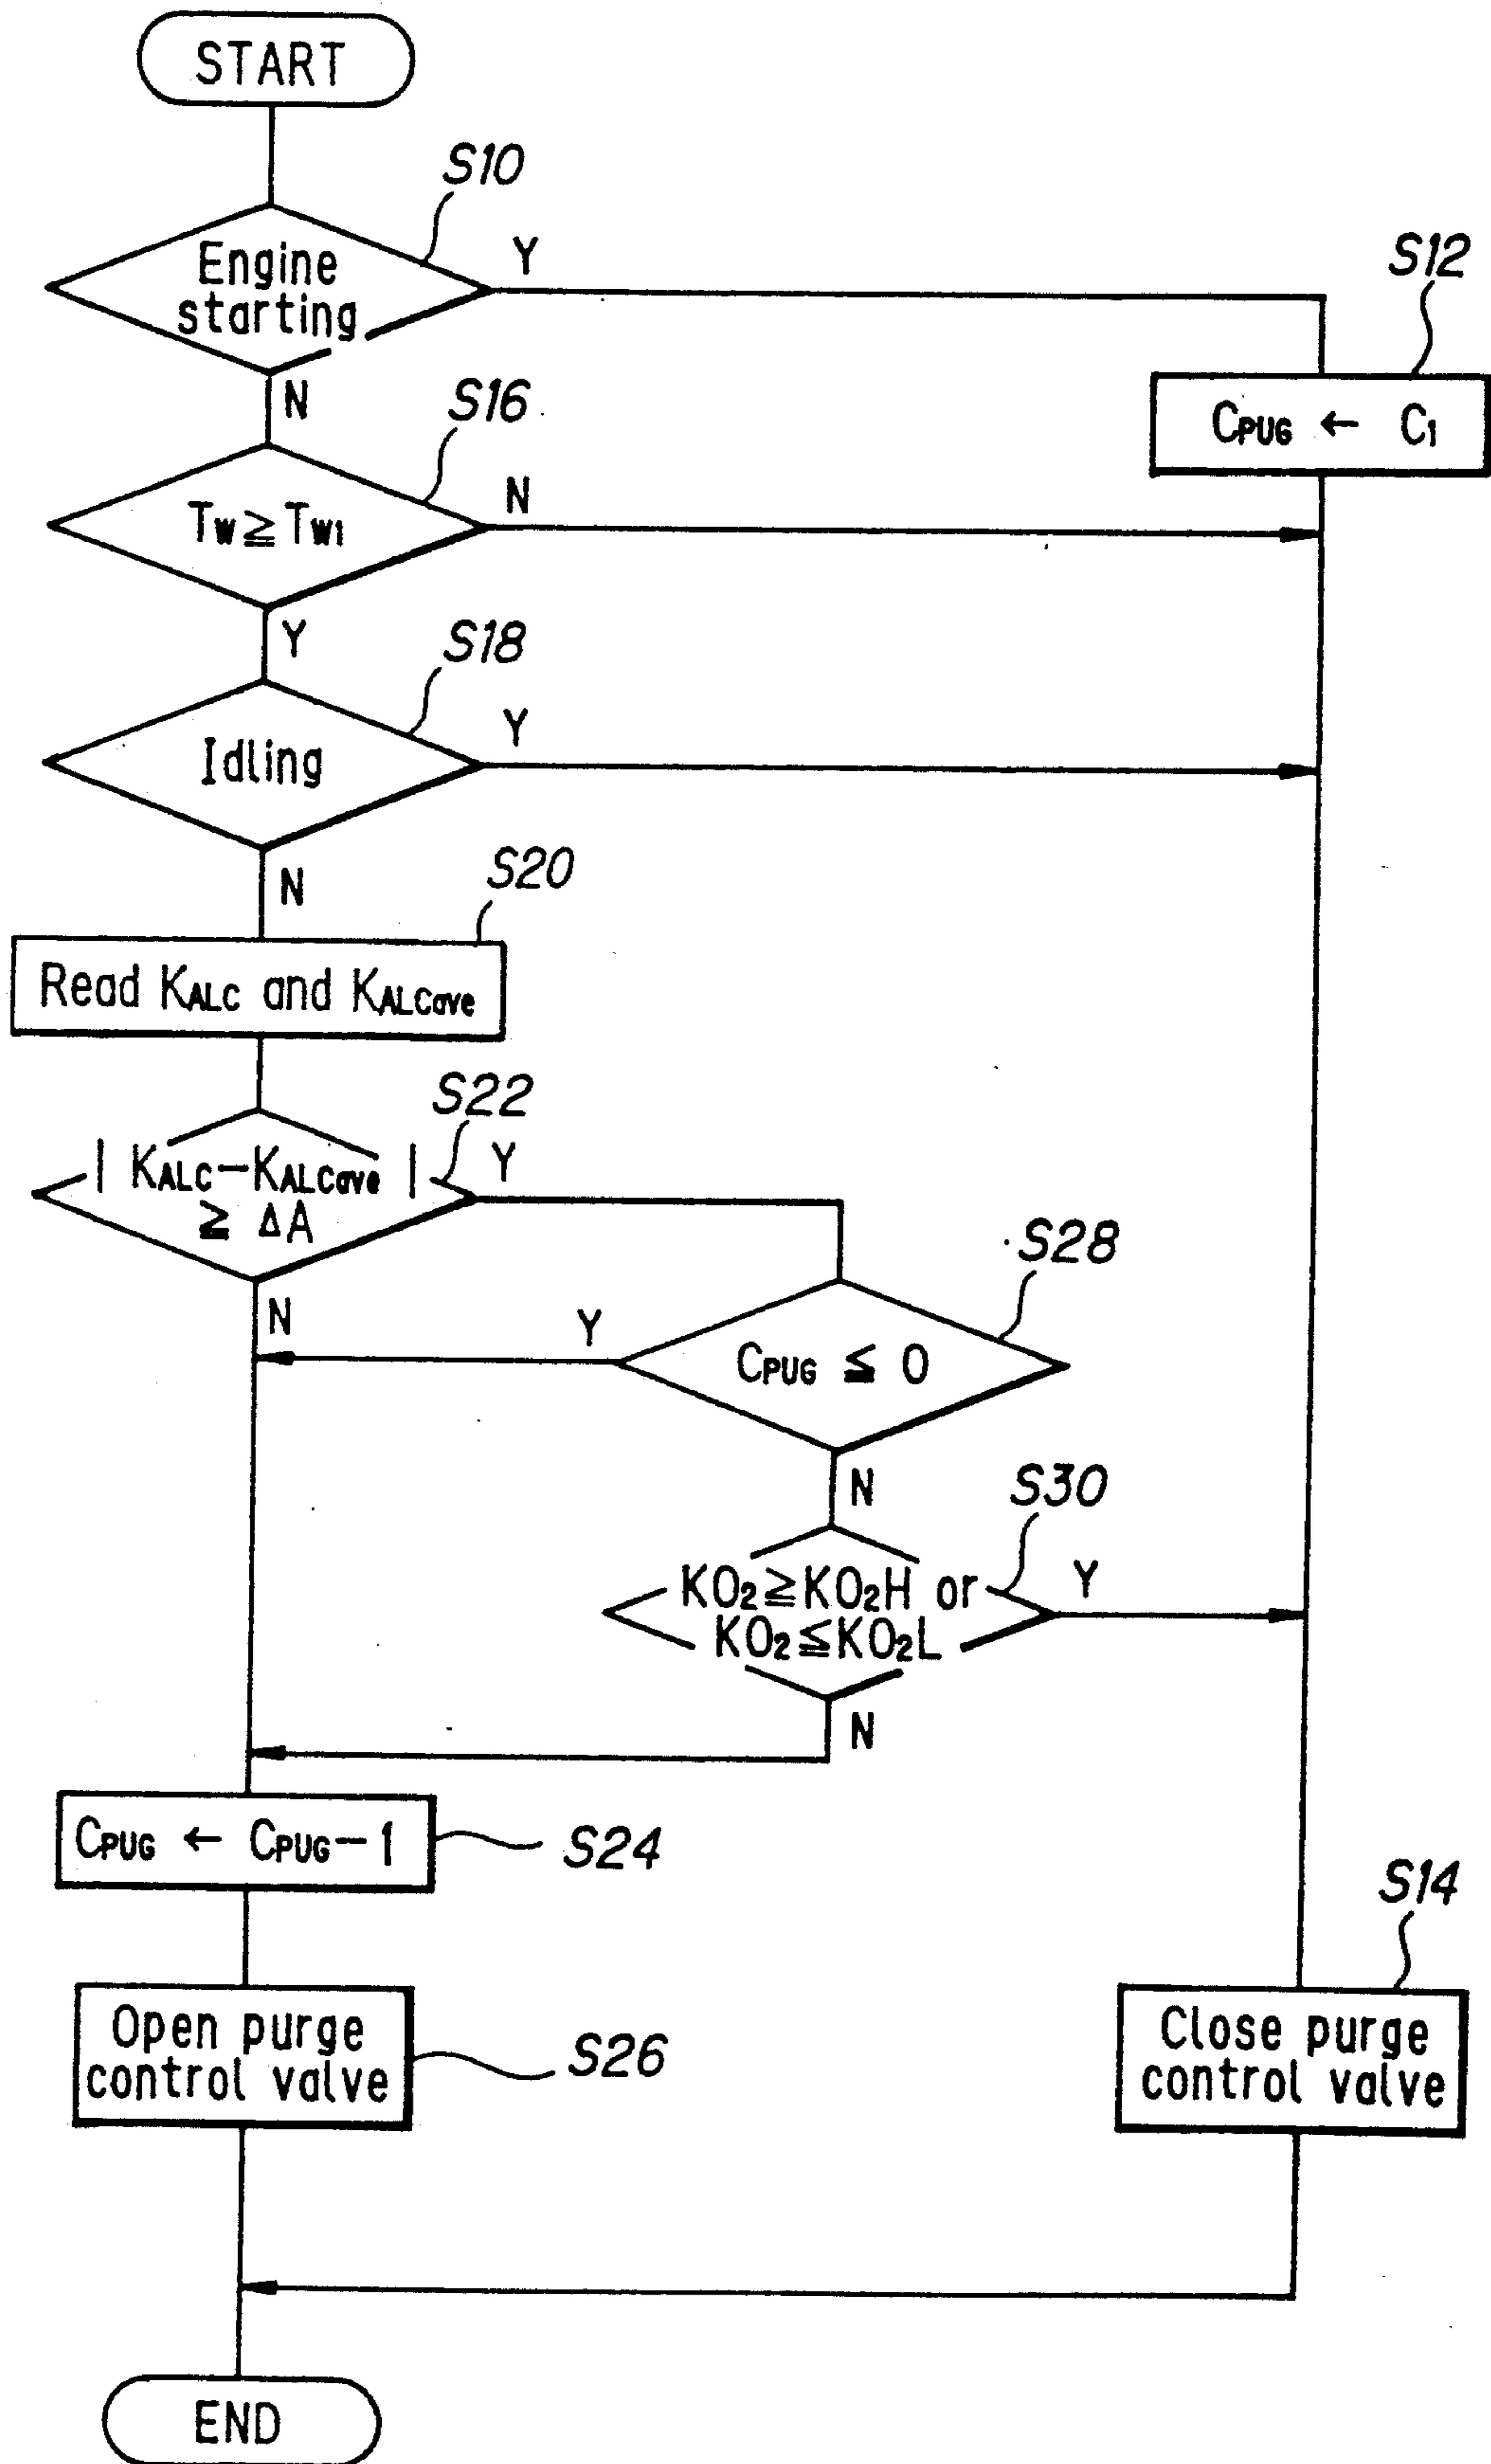 START
S10
Engine
starting
Y
N
S12
CPUG ← C1
S16
TW ≧ TW1
N
Y
S18
Idling
Y
N
S20
Read KALC and KALCave
S22
| KALC−KALCave |
≧ ΔA
Y
N
S28
CPUG ≦ 0
Y
N
S30
KO2≧KO2H or
KO2≦KO2L
Y
N
CPUG ← CPUG−1
S24
S14
Open purge
control valve
S26
Close purge
control valve
END